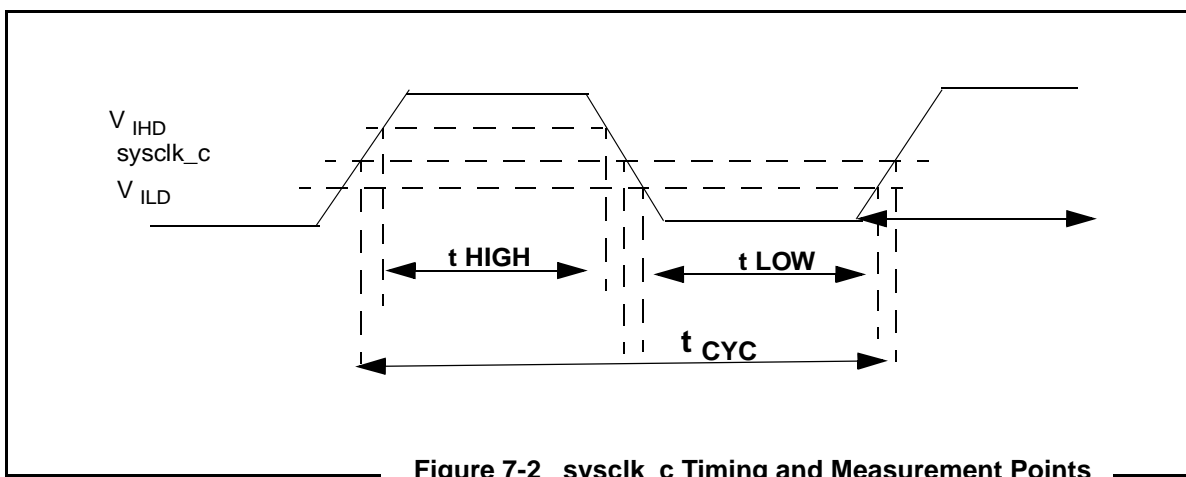 V IHD
sysclk_c
V ILD
t HIGH
t LOW
t CYC
Figure 7-2 sysclk_c Timing and Measurement Points